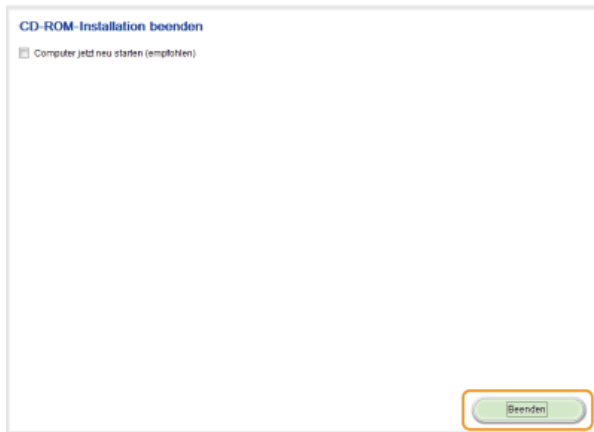 CD-ROM-Installation beenden
Computer jetzt neu starten (empfohlen)
Beenden